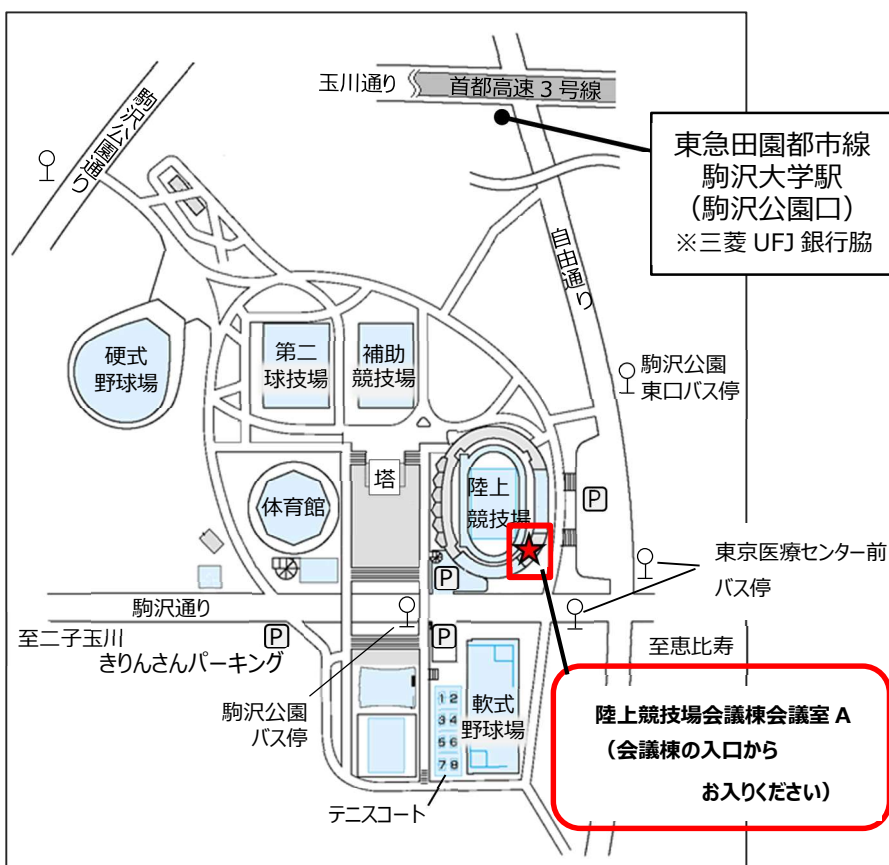 玉川通り
首都高速3号線
駒沢公園通り
東急田園都市線
駒沢大学駅
(駒沢公園口)
※三菱 UFJ 銀行脇
自由通り
硬式
野球場
第二
球技場
補助
競技場
駒沢公園
東口バス停
塔
陸上
競技場
体育館
P
P
東京医療センター前
バス停
駒沢通り
至二子玉川
P
P
きりんさんパーキング
至恵比寿
駒沢公園
バス停
①②
③④
⑤⑥
⑦⑧
軟式
野球場
テニスコート
陸上競技場会議棟会議室 A
(会議棟の入口から
お入りください)